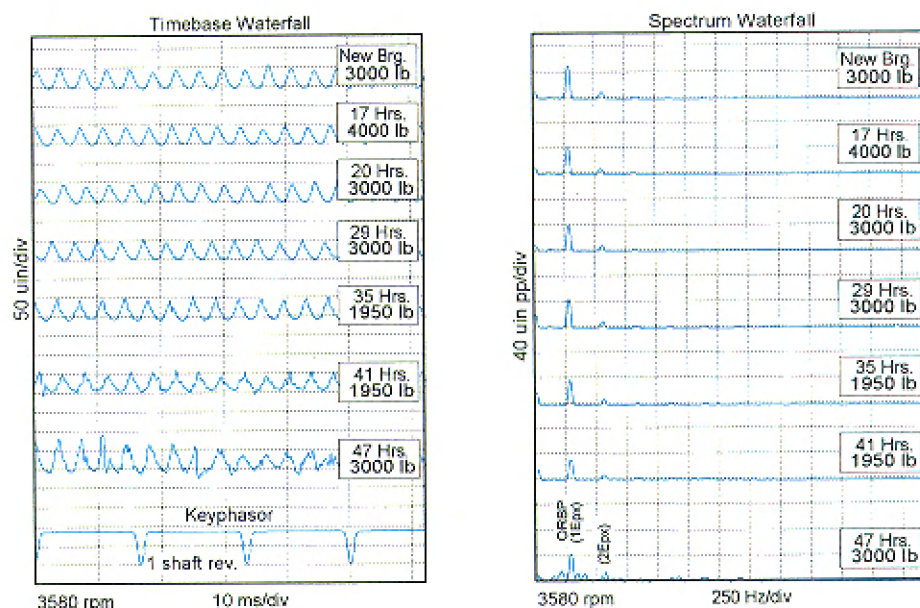 Timebase Waterfall
New Brg.
3000 lb
17 Hrs.
4000 lb
20 Hrs.
3000 lb
29 Hrs.
3000 lb
35 Hrs.
1950 lb
41 Hrs.
1950 lb
47 Hrs.
3000 lb
50 uin/div
Keyphasor
1 shaft rev.
3580 rpm
10 ms/div
Spectrum Waterfall
New Brg.
3000 lb
17 Hrs.
4000 lb
20 Hrs.
3000 lb
29 Hrs.
3000 lb
35 Hrs.
1950 lb
41 Hrs.
1950 lb
47 Hrs.
3000 lb
40 uin pp/div
ORBP
(1Epx)
(2Epx)
3580 rpm
250 Hz/div